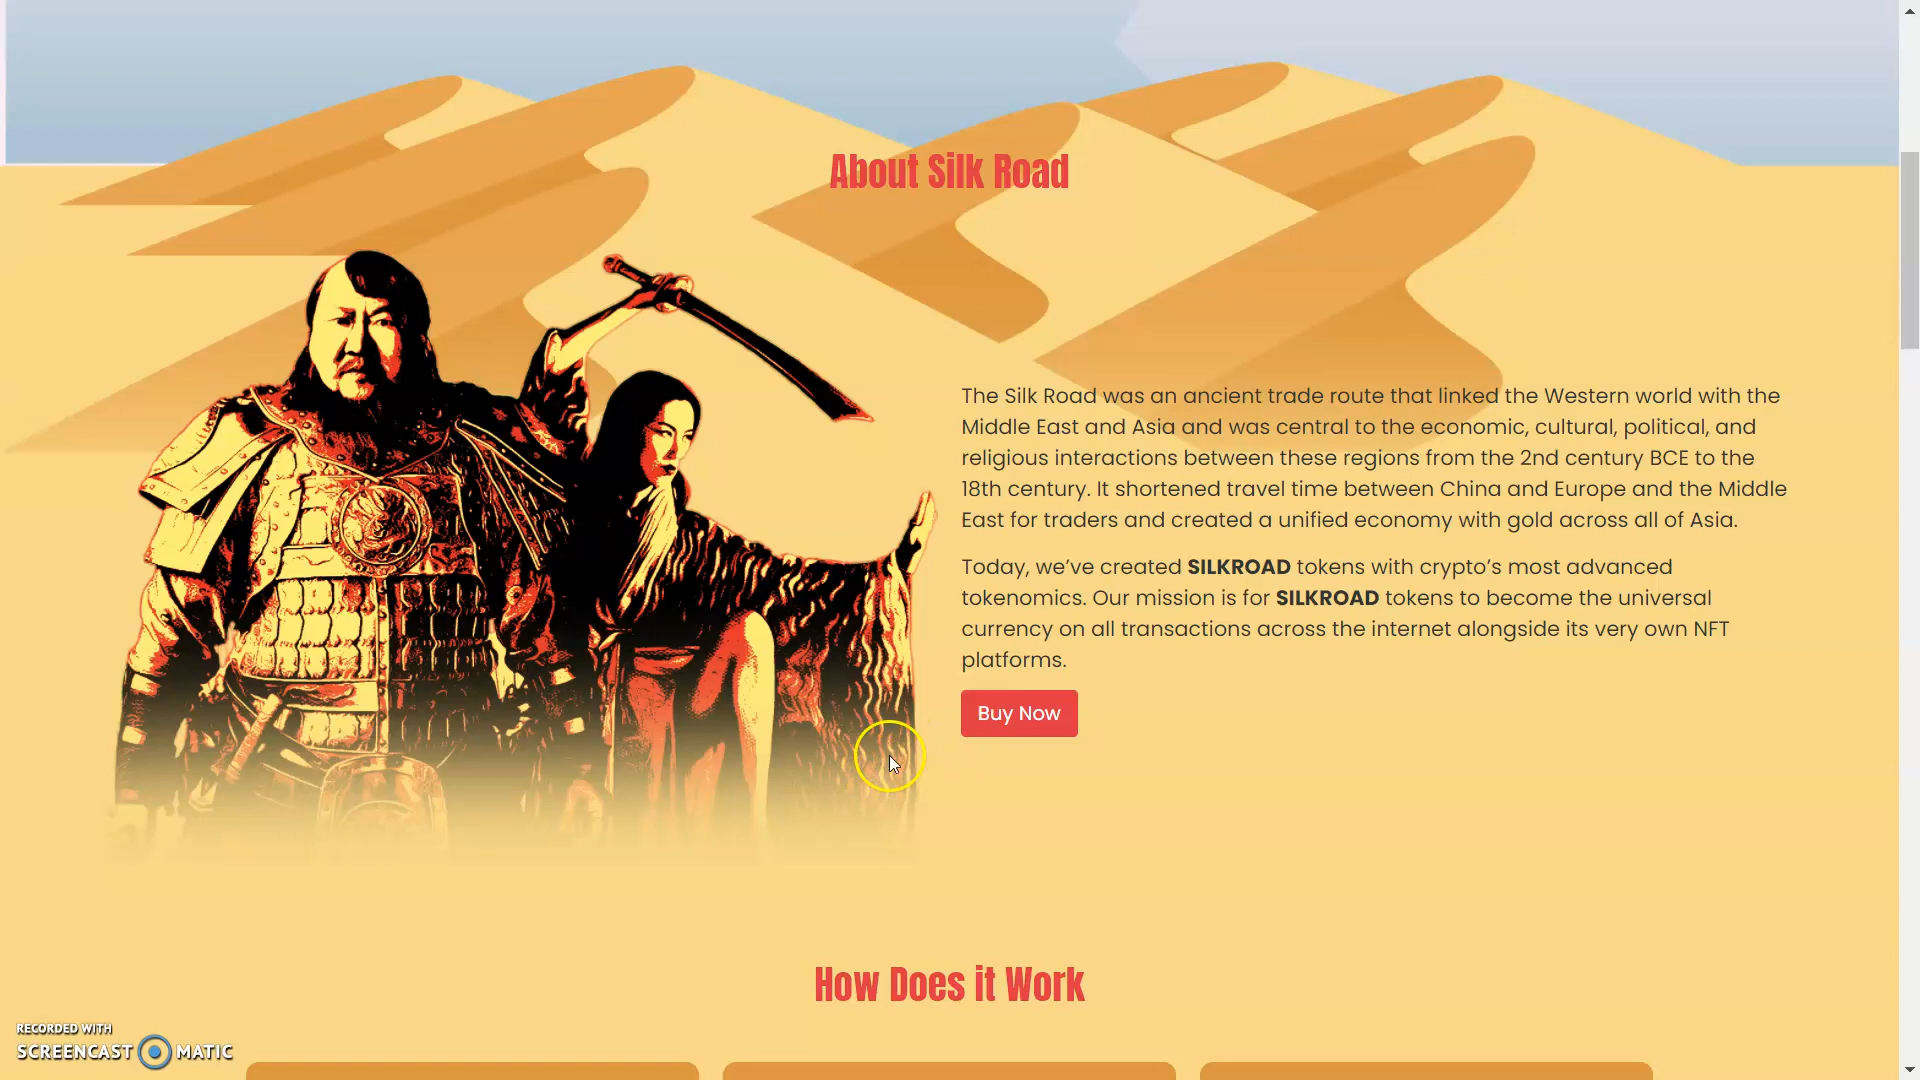 About Silk Road
The Silk Road was an ancient trade route that linked the Western world with the
Middle East and Asia and was central to the economic, cultural, political, and
religious interactions between these regions from the 2nd century BCE to the
18th century. It shortened travel time between China and Europe and the Middle
East for traders and created a unified economy with gold across all of Asia.
Today, we’ve created SILKROAD tokens with crypto’s most advanced
tokenomics. Our mission is for SILKROAD tokens to become the universal
currency on all transactions across the internet alongside its very own NFT
platforms.
Buy Now
How Does it Work
RECORDED WITH
SCREENCAST MATIC